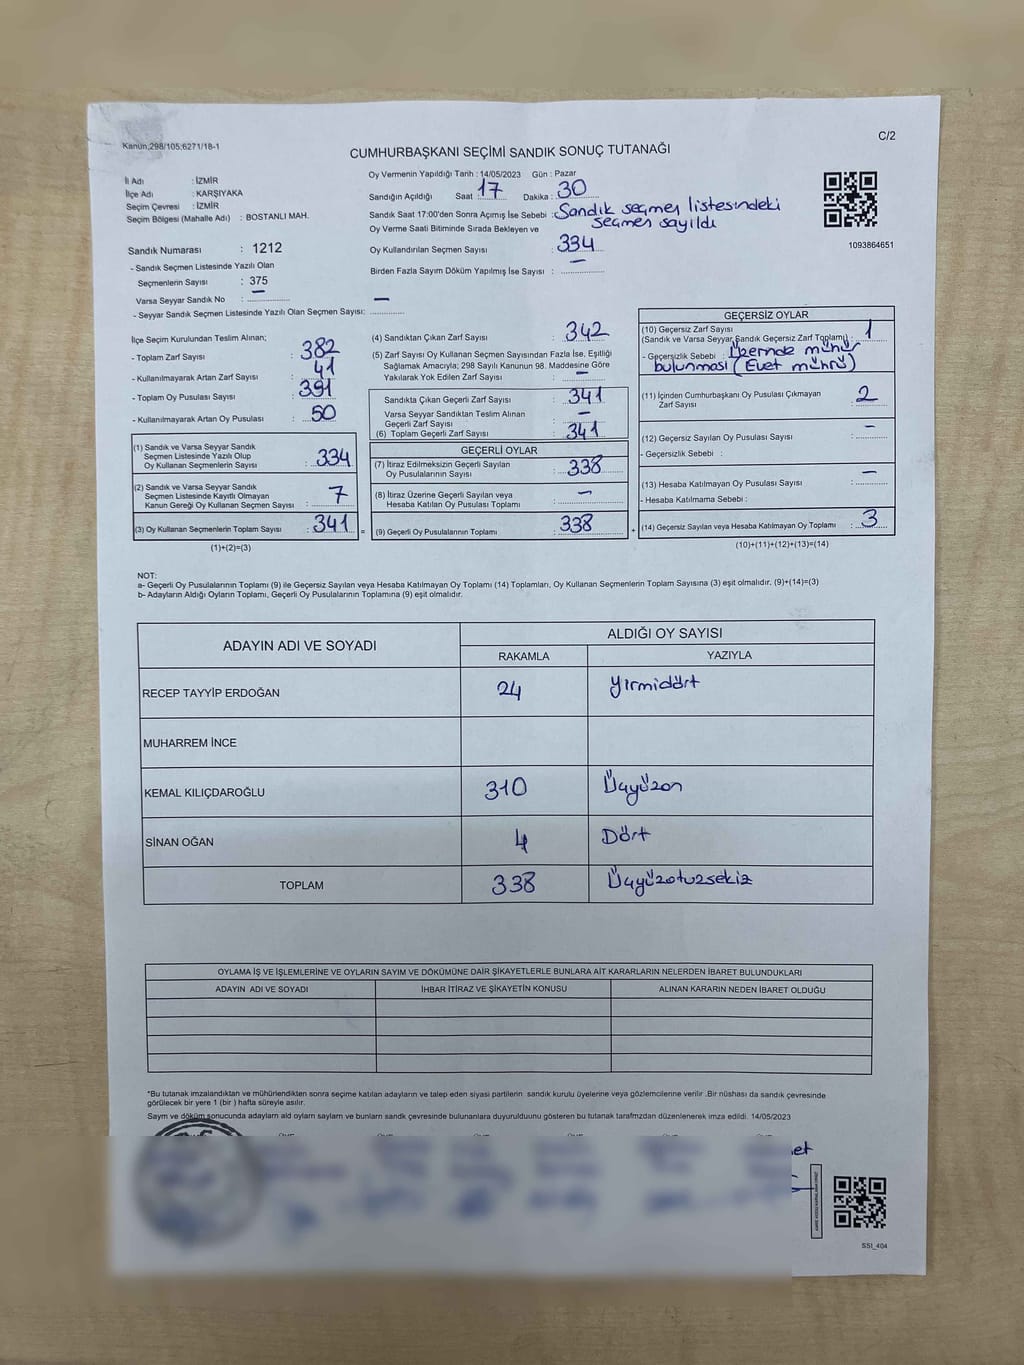 Kanun;298/105;6271/18-1
C/2
CUMHURBAŞKANI SEÇİMİ SANDIK SONUÇ TUTANAĞI
İl Adı : İZMİR
İlçe Adı : KARŞIYAKA
Seçim Çevresi : İZMİR
Seçim Bölgesi (Mahalle Adı) : BOSTANLI MAH.
Oy Vermenin Yapıldığı Tarih : 14/05/2023 Gün : Pazar
Sandığın Açıldığı Saat 17 Dakika : 30
Sandık Saat 17:00'den Sonra Açımış İse Sebebi : Sandık seçmen listesindeki
seçmen sayıldı
Oy Verme Saati Bitiminde Sırada Bekleyen ve
Oy Kullandırılan Seçmen Sayısı : 334
Birden Fazla Sayım Döküm Yapılmış İse Sayısı : —
1093864651
Sandık Numarası : 1212
- Sandık Seçmen Listesinde Yazılı Olan
Seçmenlerin Sayısı : 375
Varsa Seyyar Sandık No : —
- Seyyar Sandık Seçmen Listesinde Yazılı Olan Seçmen Sayısı: —
İlçe Seçim Kurulundan Teslim Alınan;
- Toplam Zarf Sayısı : 382
- Kullanılmayarak Artan Zarf Sayısı : 41
- Toplam Oy Pusulası Sayısı : 391
- Kullanılmayarak Artan Oy Pusulası : 50
(1) Sandık ve Varsa Seyyar Sandık
Seçmen Listesinde Yazılı Olup
Oy Kullanan Seçmenlerin Sayısı : 334
(2) Sandık ve Varsa Seyyar Sandık
Seçmen Listesinde Kayıtlı Olmayan
Kanun Gereği Oy Kullanan Seçmen Sayısı : 7
(3) Oy Kullanan Seçmenlerin Toplam Sayısı : 341 =
(1)+(2)=(3)
(4) Sandıktan Çıkan Zarf Sayısı : 342
(5) Zarf Sayısı Oy Kullanan Seçmen Sayısından Fazla İse, Eşitliği
Sağlamak Amacıyla; 298 Sayılı Kanunun 98. Maddesine Göre
Yakılarak Yok Edilen Zarf Sayısı : —
Sandıkta Çıkan Geçerli Zarf Sayısı : 341
Varsa Seyyar Sandıktan Teslim Alınan
Geçerli Zarf Sayısı : —
(6) Toplam Geçerli Zarf Sayısı : 341
GEÇERLİ OYLAR
(7) İtiraz Edilmeksizin Geçerli Sayılan
Oy Pusulalarının Sayısı : 338
(8) İtiraz Üzerine Geçerli Sayılan veya
Hesaba Katılan Oy Pusulası Toplamı : —
(9) Geçerli Oy Pusulalarının Toplamı : 338 +
GEÇERSİZ OYLAR
(10) Geçersiz Zarf Sayısı
(Sandık ve Varsa Seyyar Sandık Geçersiz Zarf Toplamı) : 1
- Geçersizlik Sebebi : Üzerinde mühür
bulunması (Evet mührü)
(11) İçinden Cumhurbaşkanı Oy Pusulası Çıkmayan
Zarf Sayısı : 2
(12) Geçersiz Sayılan Oy Pusulası Sayısı : —
- Geçersizlik Sebebi :
(13) Hesaba Katılmayan Oy Pusulası Sayısı : —
- Hesaba Katılmama Sebebi :
(14) Geçersiz Sayılan veya Hesaba Katılmayan Oy Toplamı : 3
(10)+(11)+(12)+(13)=(14)
NOT:
a- Geçerli Oy Pusulalarının Toplamı (9) ile Geçersiz Sayılan veya Hesaba Katılmayan Oy Toplamı (14) Toplamları, Oy Kullanan Seçmenlerin Toplam Sayısına (3) eşit olmalıdır. (9)+(14)=(3)
b- Adayların Aldığı Oyların Toplamı, Geçerli Oy Pusulalarının Toplamına (9) eşit olmalıdır.
ADAYIN ADI VE SOYADI
ALDIĞI OY SAYISI
RAKAMLA YAZIYLA
RECEP TAYYİP ERDOĞAN 24 Yirmidört
MUHARREM İNCE
KEMAL KILIÇDAROĞLU 310 Üçyüzon
SİNAN OĞAN 4 Dört
TOPLAM 338 Üçyüzotuzsekiz
OYLAMA İŞ VE İŞLEMLERİNE VE OYLARIN SAYIM VE DÖKÜMÜNE DAİR ŞİKAYETLERLE BUNLARA AİT KARARLARIN NELERDEN İBARET BULUNDUKLARI
ADAYIN ADI VE SOYADI İHBAR İTİRAZ VE ŞİKAYETİN KONUSU ALINAN KARARIN NEDEN İBARET OLDUĞU
*Bu tutanak imzalandıktan ve mühürlendikten sonra seçime katılan adayların ve talep eden siyasi partilerin sandık kurulu üyelerine veya gözlemcilerine verilir .Bir nüshası da sandık çevresinde
görülecek bir yere 1 (bir ) hafta süreyle asılır.
Sayım ve döküm sonucunda adayların ald oyların saylam ve bunların sandık çevresinde bulunanlara duyurulduunu gösteren bu tutanak tarafmzdan düzenlenerek imza edildi. 14/05/2023
SS1_404